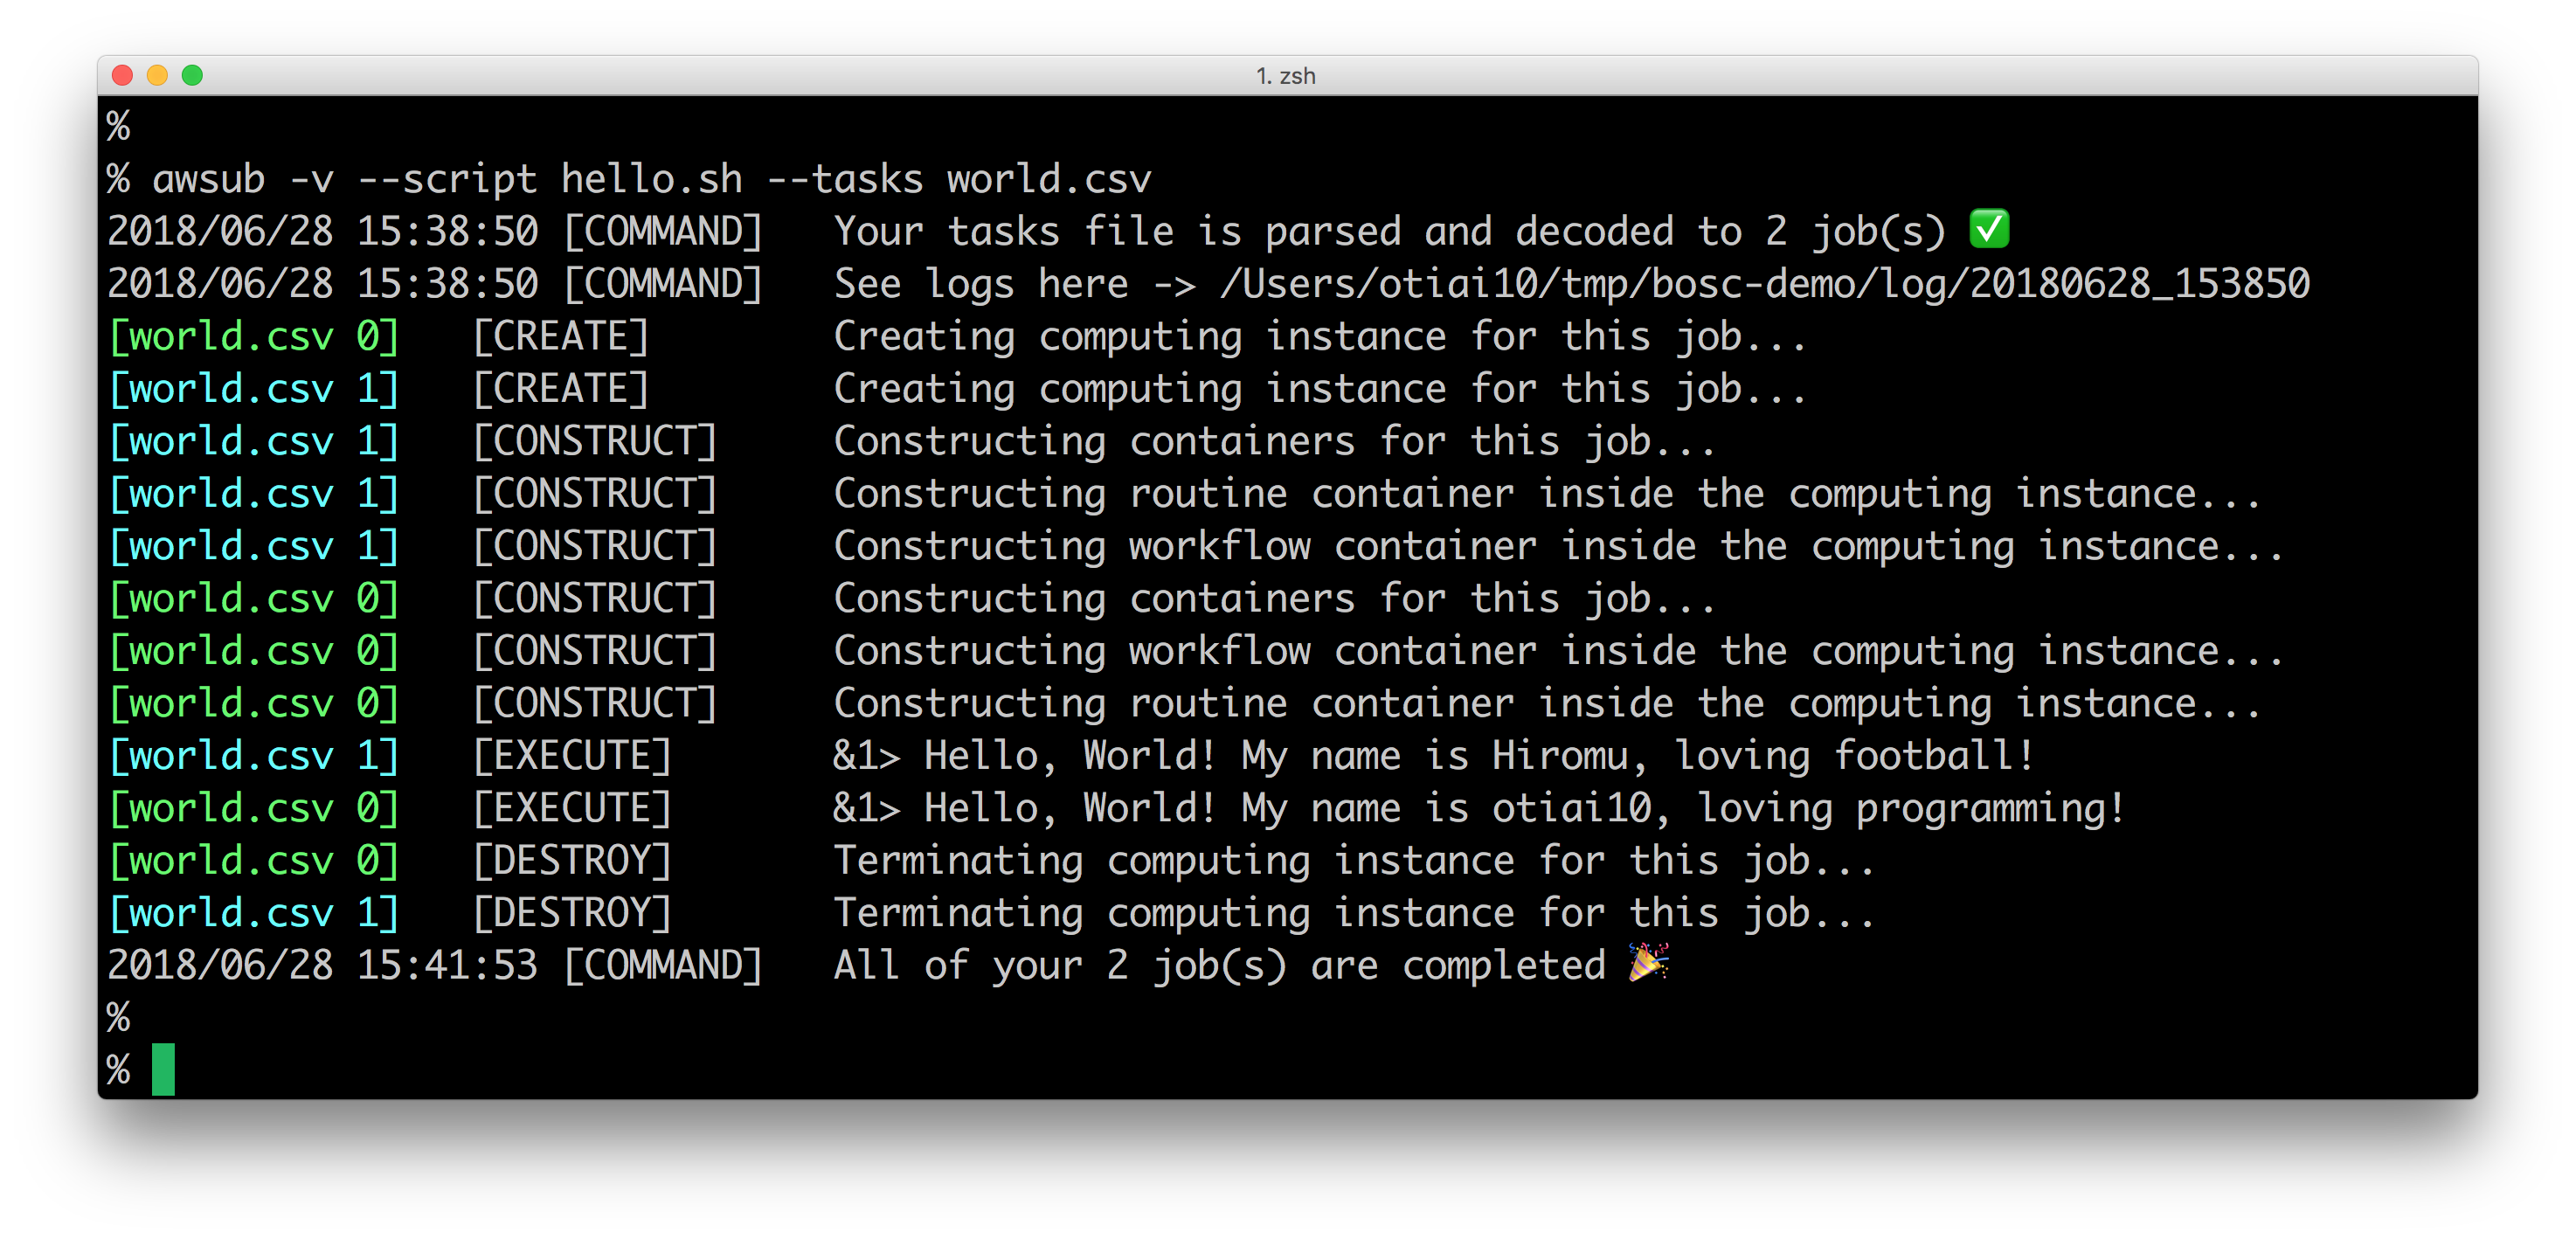 1. zsh
%
% awsub -v --script hello.sh --tasks world.csv
2018/06/28 15:38:50 [COMMAND]   Your tasks file is parsed and decoded to 2 job(s) ✅
2018/06/28 15:38:50 [COMMAND]   See logs here -> /Users/otiai10/tmp/bosc-demo/log/20180628_153850
[world.csv 0]   [CREATE]        Creating computing instance for this job...
[world.csv 1]   [CREATE]        Creating computing instance for this job...
[world.csv 1]   [CONSTRUCT]     Constructing containers for this job...
[world.csv 1]   [CONSTRUCT]     Constructing routine container inside the computing instance...
[world.csv 1]   [CONSTRUCT]     Constructing workflow container inside the computing instance...
[world.csv 0]   [CONSTRUCT]     Constructing containers for this job...
[world.csv 0]   [CONSTRUCT]     Constructing workflow container inside the computing instance...
[world.csv 0]   [CONSTRUCT]     Constructing routine container inside the computing instance...
[world.csv 1]   [EXECUTE]       &1> Hello, World! My name is Hiromu, loving football!
[world.csv 0]   [EXECUTE]       &1> Hello, World! My name is otiai10, loving programming!
[world.csv 0]   [DESTROY]       Terminating computing instance for this job...
[world.csv 1]   [DESTROY]       Terminating computing instance for this job...
2018/06/28 15:41:53 [COMMAND]   All of your 2 job(s) are completed 🎉
%
%